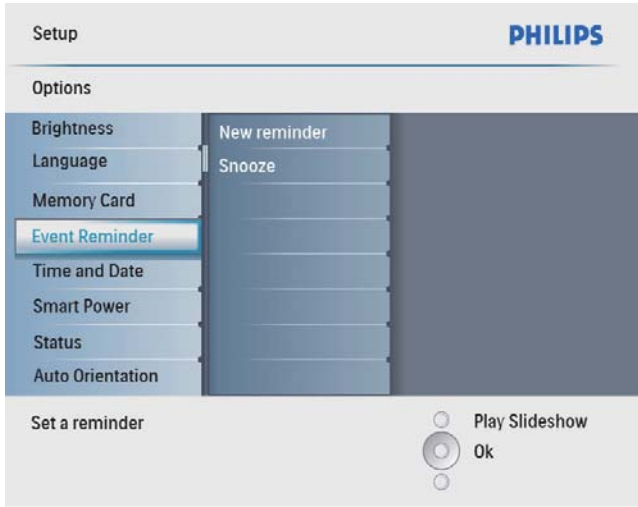 Setup
PHILIPS
Options
Brightness
Language
Memory Card
Event Reminder
Time and Date
Smart Power
Status
Auto Orientation
New reminder
Snooze
Set a reminder
Play Slideshow
Ok